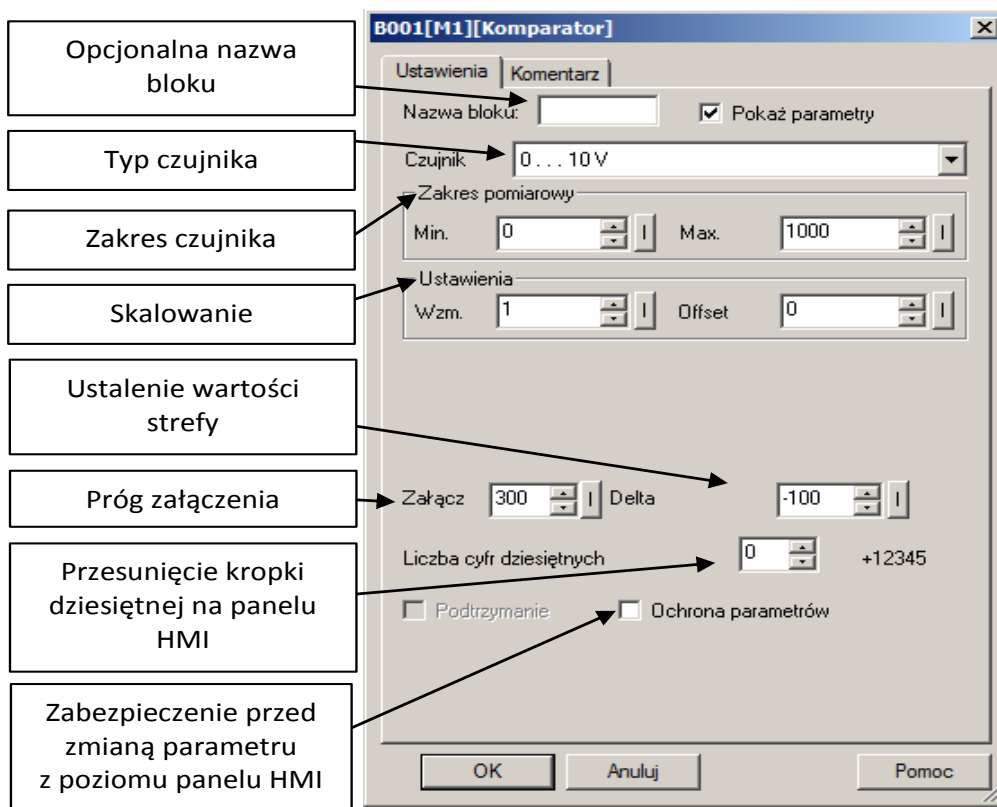 Opcjonalna nazwa
bloku
Typ czujnika
Zakres czujnika
Skalowanie
Ustalenie wartości
strefy
Próg załączenia
Przesunięcie kropki
dziesiętnej na panelu
HMI
Zabezpieczenie przed
zmianą parametru
z poziomu panelu HMI
B001[M1][Komparator]
Ustawienia Komentarz
Nazwa bloku: Pokaż parametry
Czujnik 0 . . . 10 V
Zakres pomiarowy
Min. 0 I Max. 1000 I
Ustawienia
Wzm. 1 I Offset 0 I
Załącz 300 I Delta -100 I
Liczba cyfr dziesiętnych 0 +12345
Podtrzymanie Ochrona parametrów
OK Anuluj Pomoc